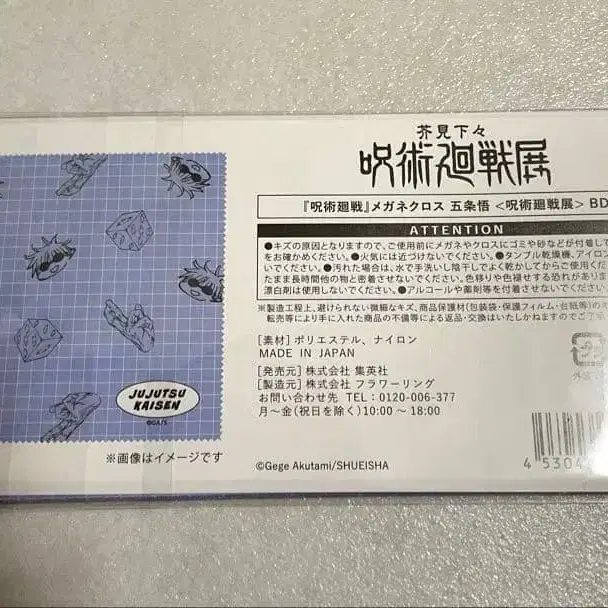 芥見下々
呪術廻戦展
『呪術廻戦』メガネクロス 五条悟 <呪術廻戦展> BD
ATTENTION
●キズの原因となりますので、ご使用前にメガネやクロスにゴミや砂などが付着して
をお確かめください。●火気には近づけないでください。●タンブル乾燥機、アイロン
いでください。●汚れた場合は、水で手洗いし陰干しでよく乾かしてからご使用くだ
たまま長時間他の物と密着させないでください。色移りや色褪せする恐れがあります
漂白剤は使用しないでください。●アルコールや薬剤等を付着させないでください。
※製造工程上、避けられない微細なキズ、商品保護材(包装袋・保護フィルム・台紙等)の
転売等により手に入れた商品の不備等による返品・交換はいたしかねますのでご了承
[素材] ポリエステル、ナイロン
MADE IN JAPAN
[発売元] 株式会社 集英社
[製造元] 株式会社 フラワーリング
お問い合わせ先 TEL:0120-006-377
月～金(祝日を除く)10:00～18:00
©Gege Akutami/SHUEISHA
JUJUTSU
KAISEN
©GA/S
※画像はイメージです
プラ
4 5304